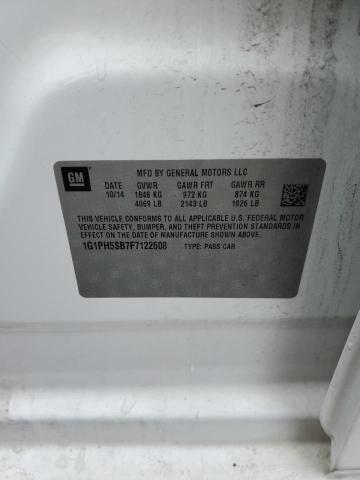 GM
MFD BY GENERAL MOTORS LLC
DATE GVWR GAWR FRT GAWR RR
10/14 1846 KG 972 KG 874 KG
4069 LB 2143 LB 1926 LB
THIS VEHICLE CONFORMS TO ALL APPLICABLE U.S. FEDERAL MOTOR
VEHICLE SAFETY, BUMPER, AND THEFT PREVENTION STANDARDS IN
EFFECT ON THE DATE OF MANUFACTURE SHOWN ABOVE.
1G1PH5SB7F7122608 TYPE: PASS CAR